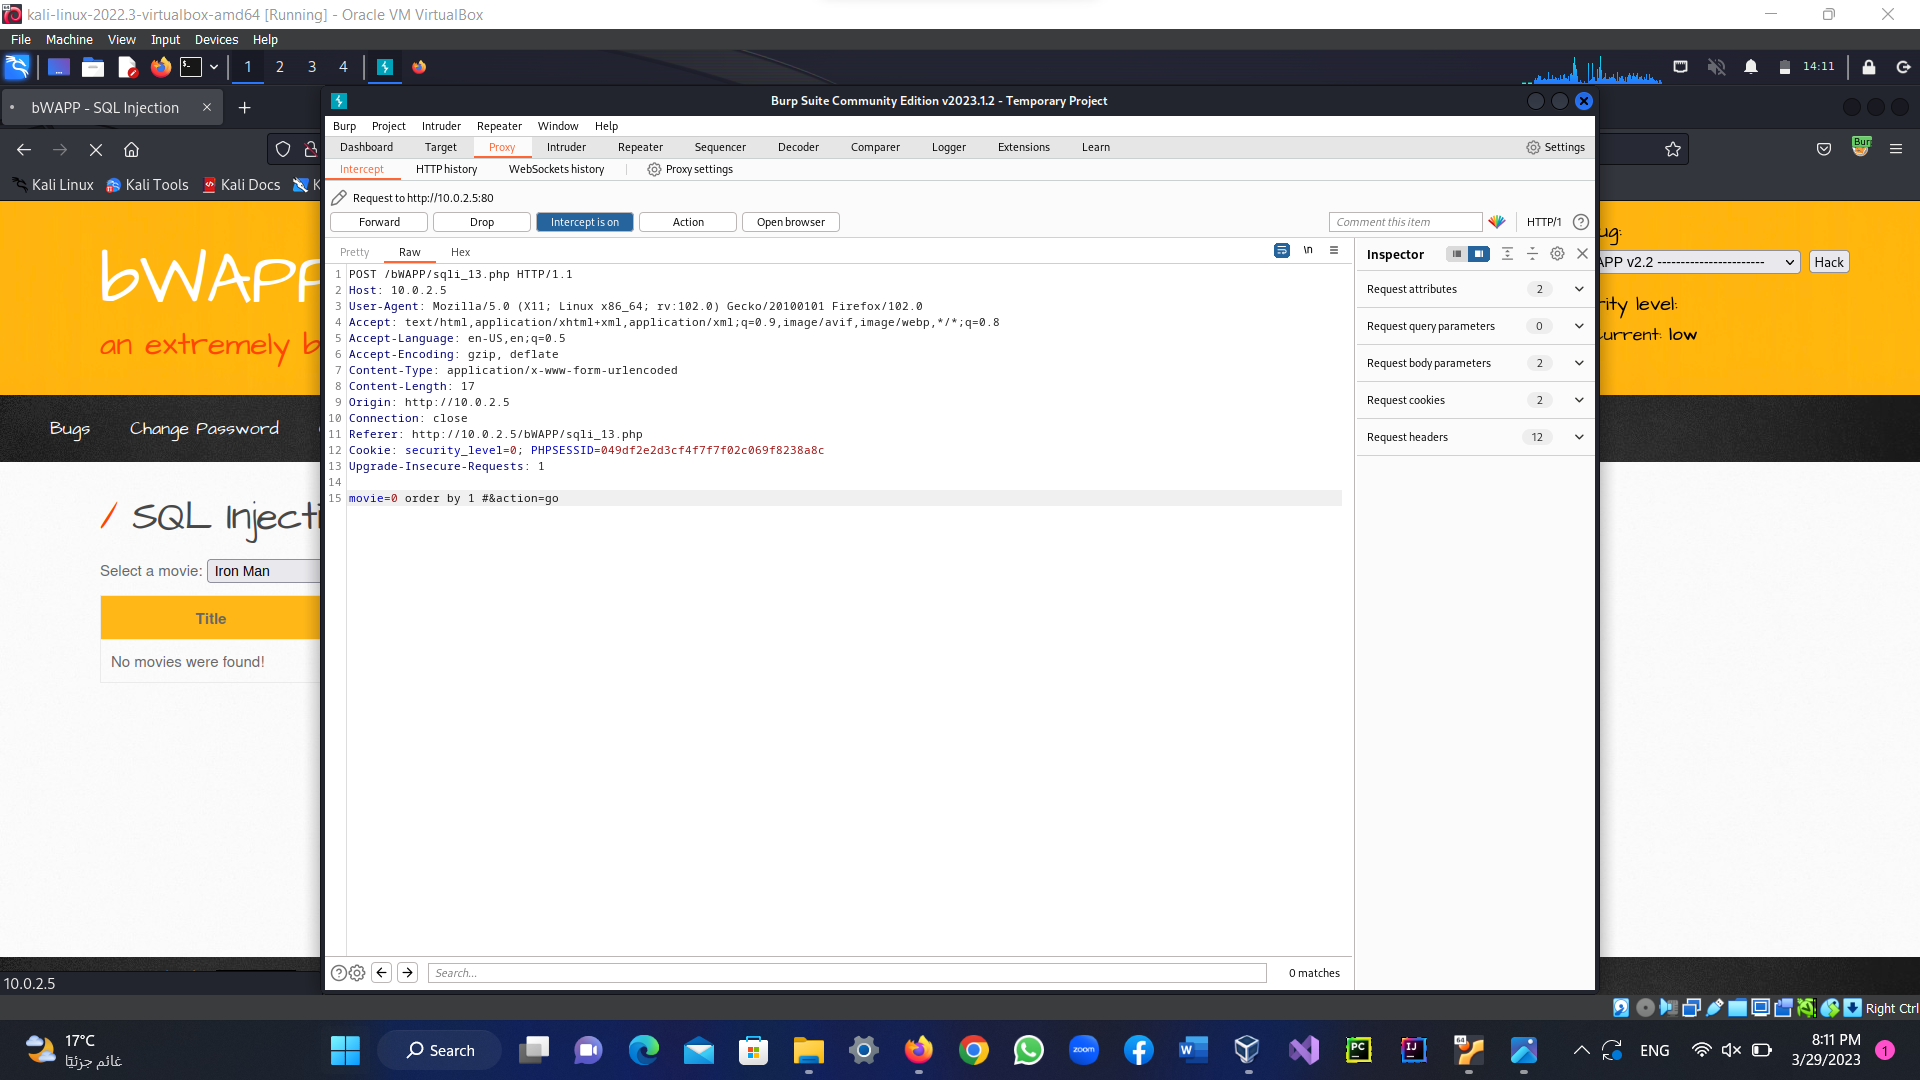 kali-linux-2022.3-virtualbox-amd64 [Running] - Oracle VM VirtualBox
File Machine View Input Devices Help
1 2 3 4
14:11
bWAPP - SQL Injection
Burp Suite Community Edition v2023.1.2 - Temporary Project
Burp Project Intruder Repeater Window Help
Dashboard Target Proxy Intruder Repeater Sequencer Decoder Comparer Logger Extensions Learn Settings
Intercept HTTP history WebSockets history Proxy settings
Kali Linux Kali Tools Kali Docs
Request to http://10.0.2.5:80
Forward Drop Intercept is on Action Open browser Comment this item HTTP/1
Pretty Raw Hex
\n
1 POST /bWAPP/sqli_13.php HTTP/1.1
2 Host: 10.0.2.5
3 User-Agent: Mozilla/5.0 (X11; Linux x86_64; rv:102.0) Gecko/20100101 Firefox/102.0
4 Accept: text/html,application/xhtml+xml,application/xml;q=0.9,image/avif,image/webp,*/*;q=0.8
5 Accept-Language: en-US,en;q=0.5
6 Accept-Encoding: gzip, deflate
7 Content-Type: application/x-www-form-urlencoded
8 Content-Length: 17
9 Origin: http://10.0.2.5
10 Connection: close
11 Referer: http://10.0.2.5/bWAPP/sqli_13.php
12 Cookie: security_level=0; PHPSESSID=049df2e2d3cf4f7f7f02c069f8238a8c
13 Upgrade-Insecure-Requests: 1
14
15 movie=0 order by 1 #&action=go
Inspector
Request attributes 2
Request query parameters 0
Request body parameters 2
Request cookies 2
Request headers 12
Search...
0 matches
bWAPP
an extremely b
ug:
APP v2.2 ----------------------- Hack
rity level:
urrent: low
Bugs Change Password
/ SQL Injecti
Select a movie: Iron Man
Title
No movies were found!
10.0.2.5
Right Ctrl
17°C
غائم جزئيًا
Search
zoom
ENG
8:11 PM
3/29/2023
1